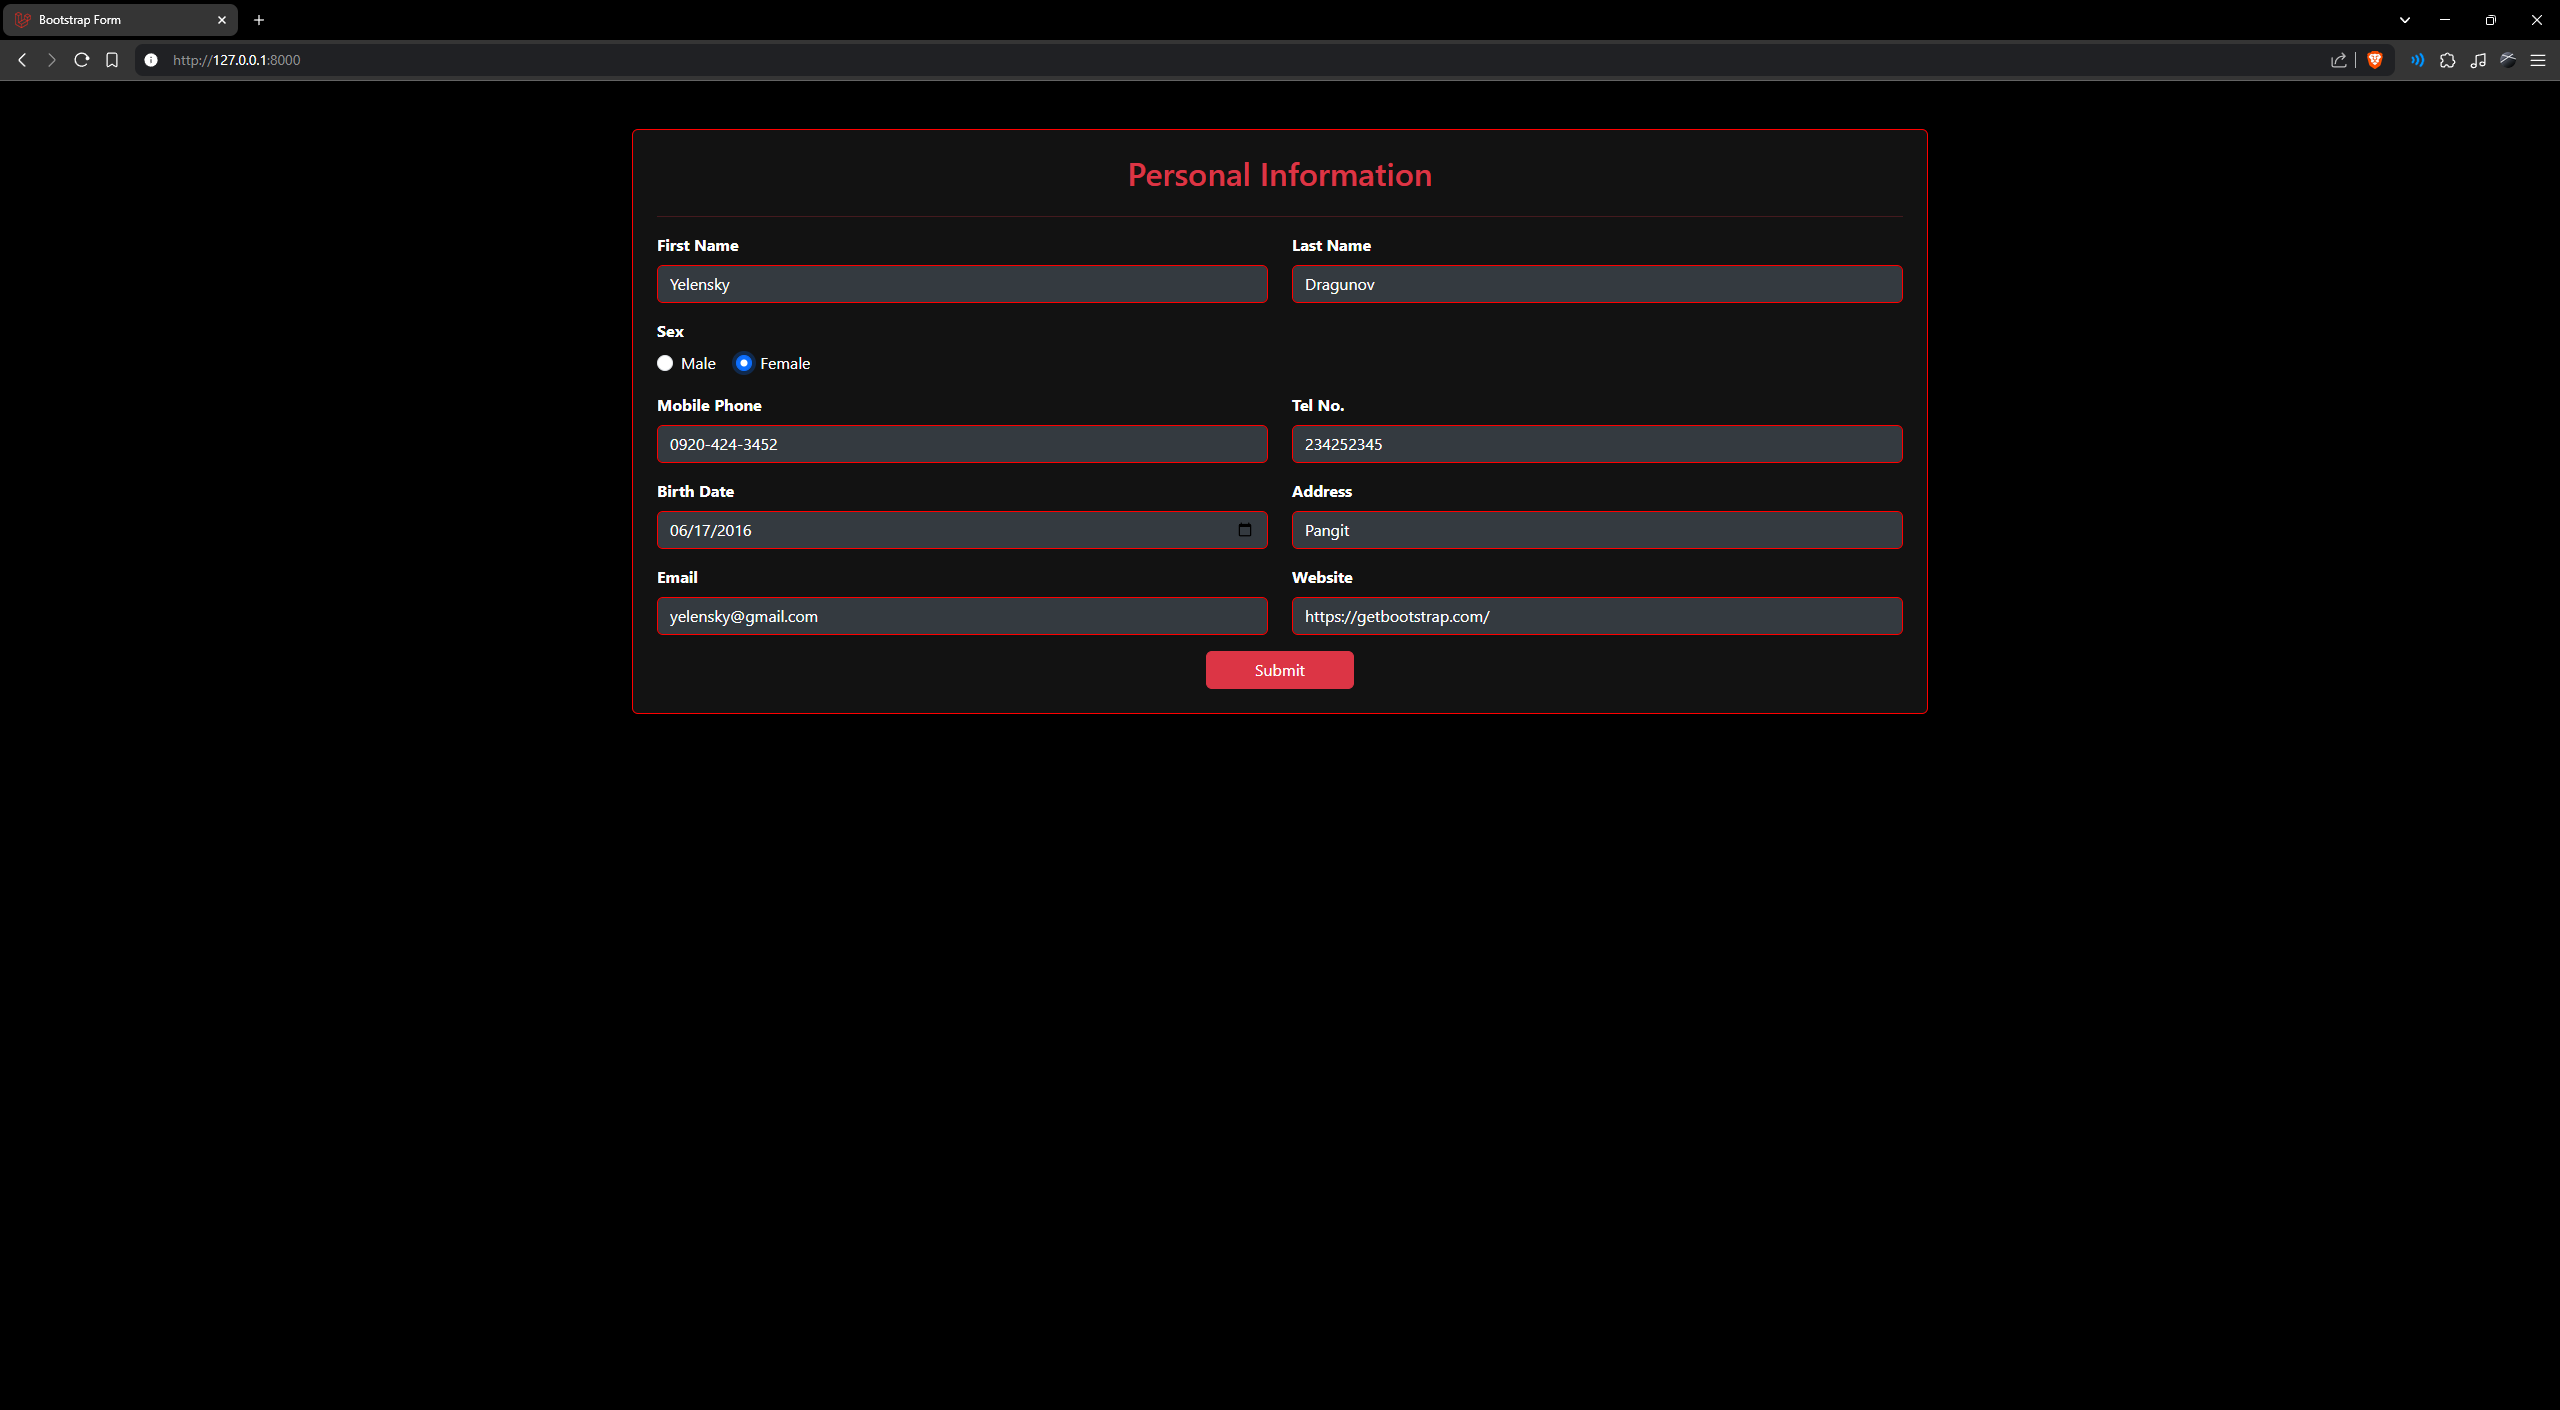 Bootstrap Form
http://127.0.0.1:8000
Personal Information
First Name Last Name
Yelensky Dragunov
Sex
Male Female
Mobile Phone Tel No.
0920-424-3452 234252345
Birth Date Address
06/17/2016 Pangit
Email Website
yelensky@gmail.com https://getbootstrap.com/
Submit